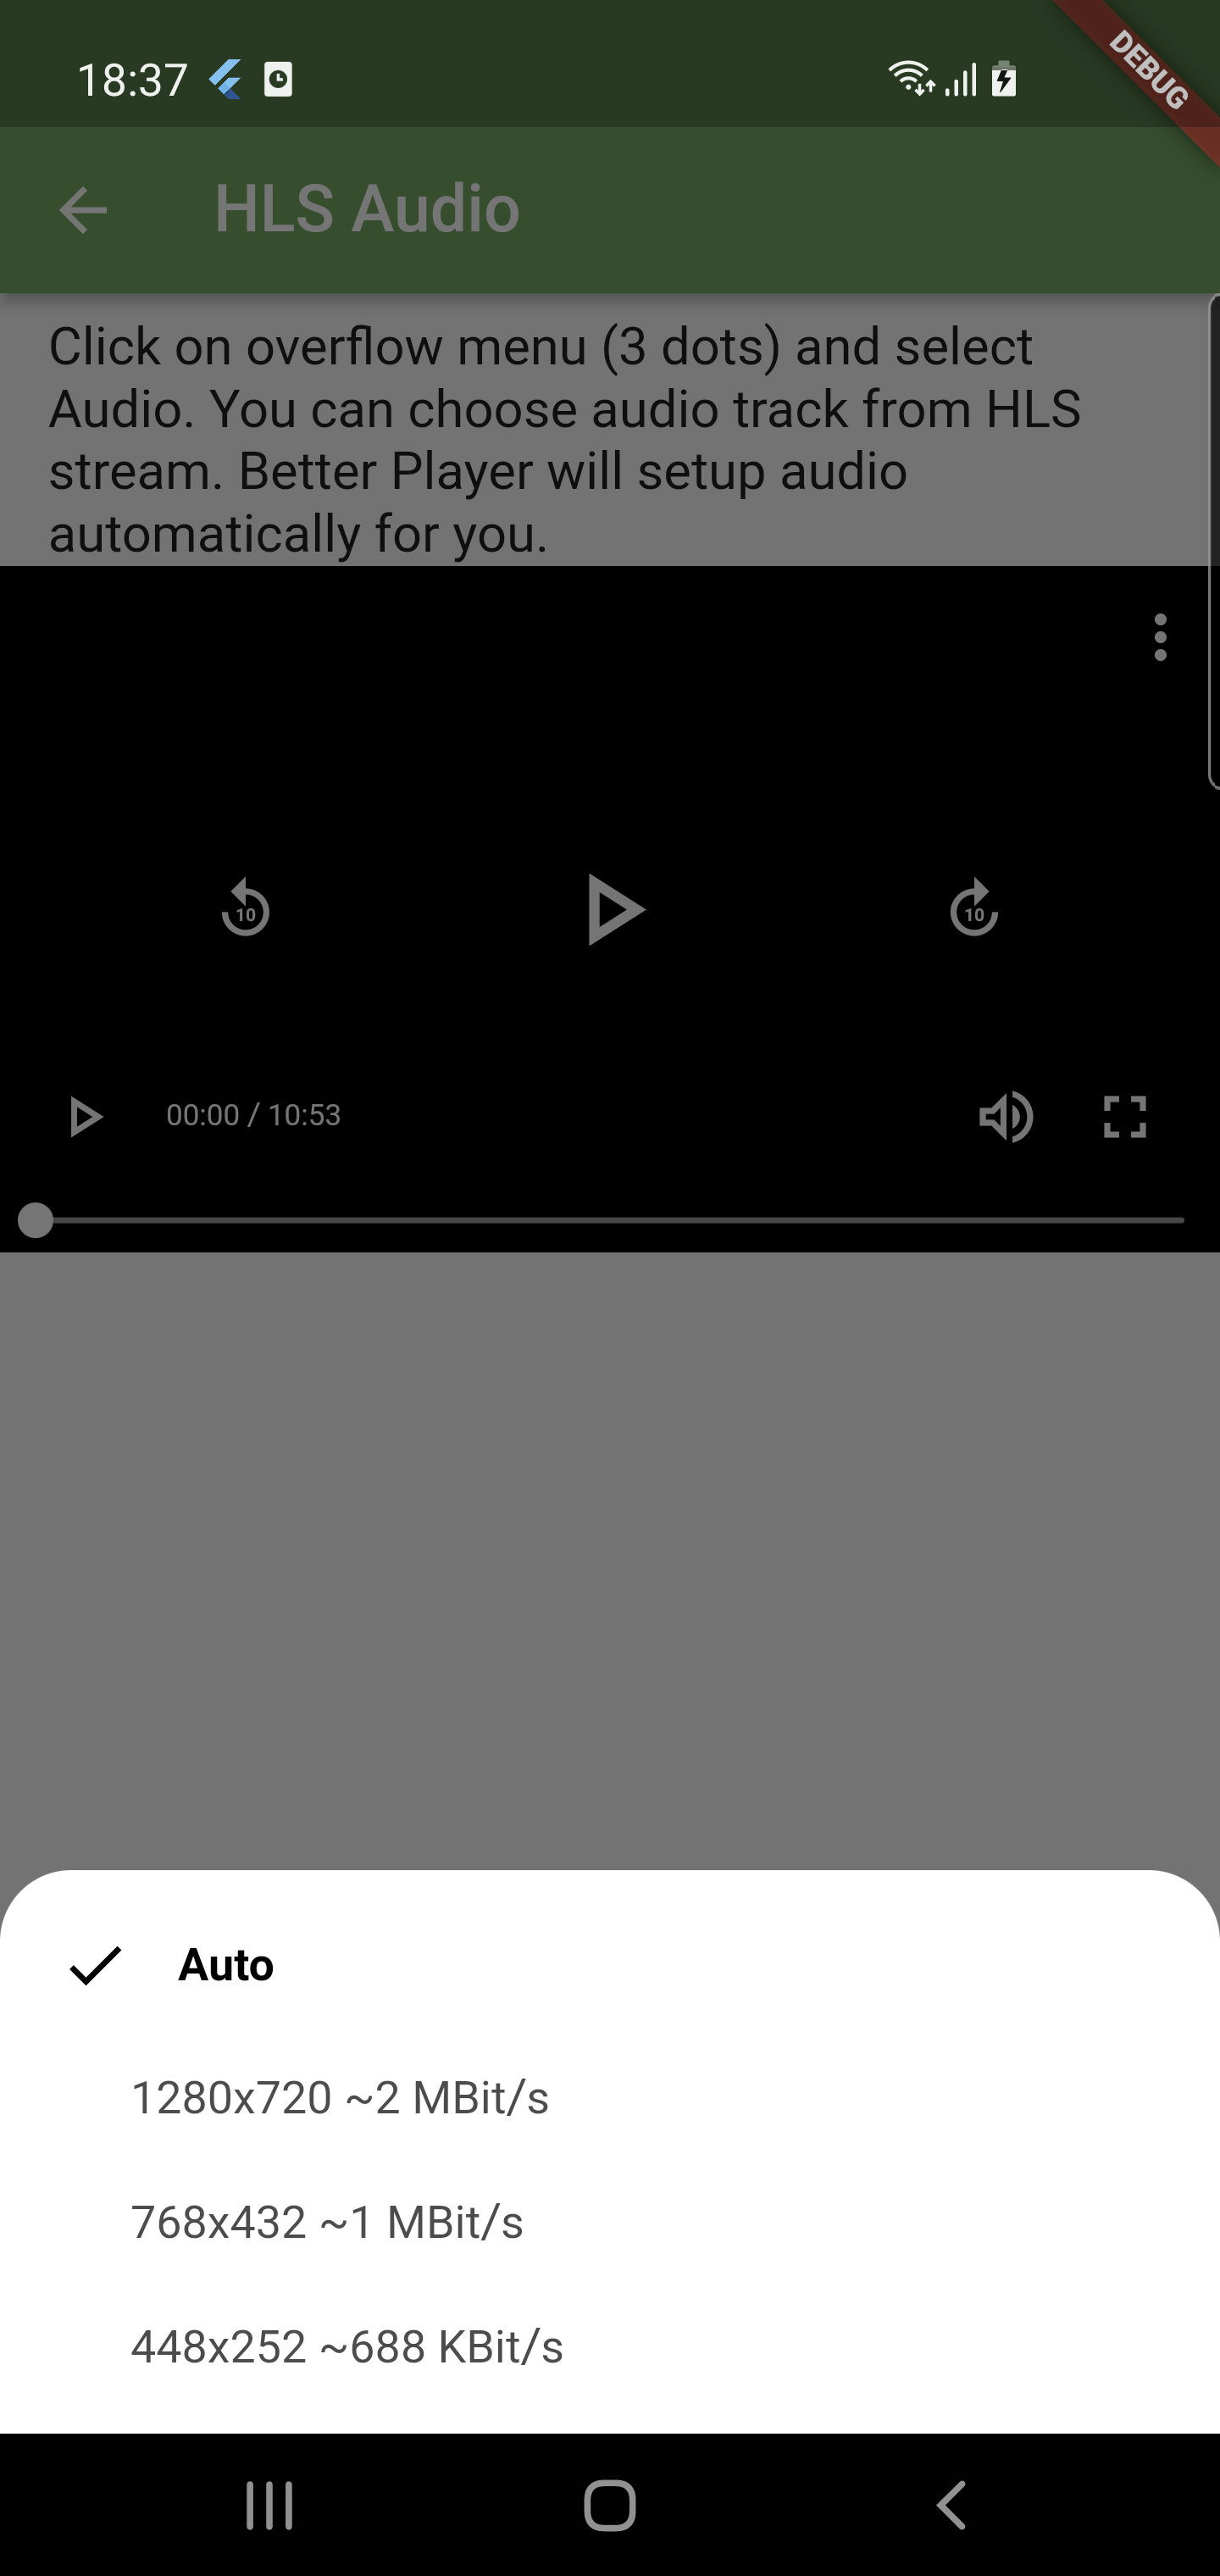 18:37
DEBUG
HLS Audio
Click on overflow menu (3 dots) and select
Audio. You can choose audio track from HLS
stream. Better Player will setup audio
automatically for you.
10
10
00:00 / 10:53
Auto
1280x720 ~2 MBit/s
768x432 ~1 MBit/s
448x252 ~688 KBit/s